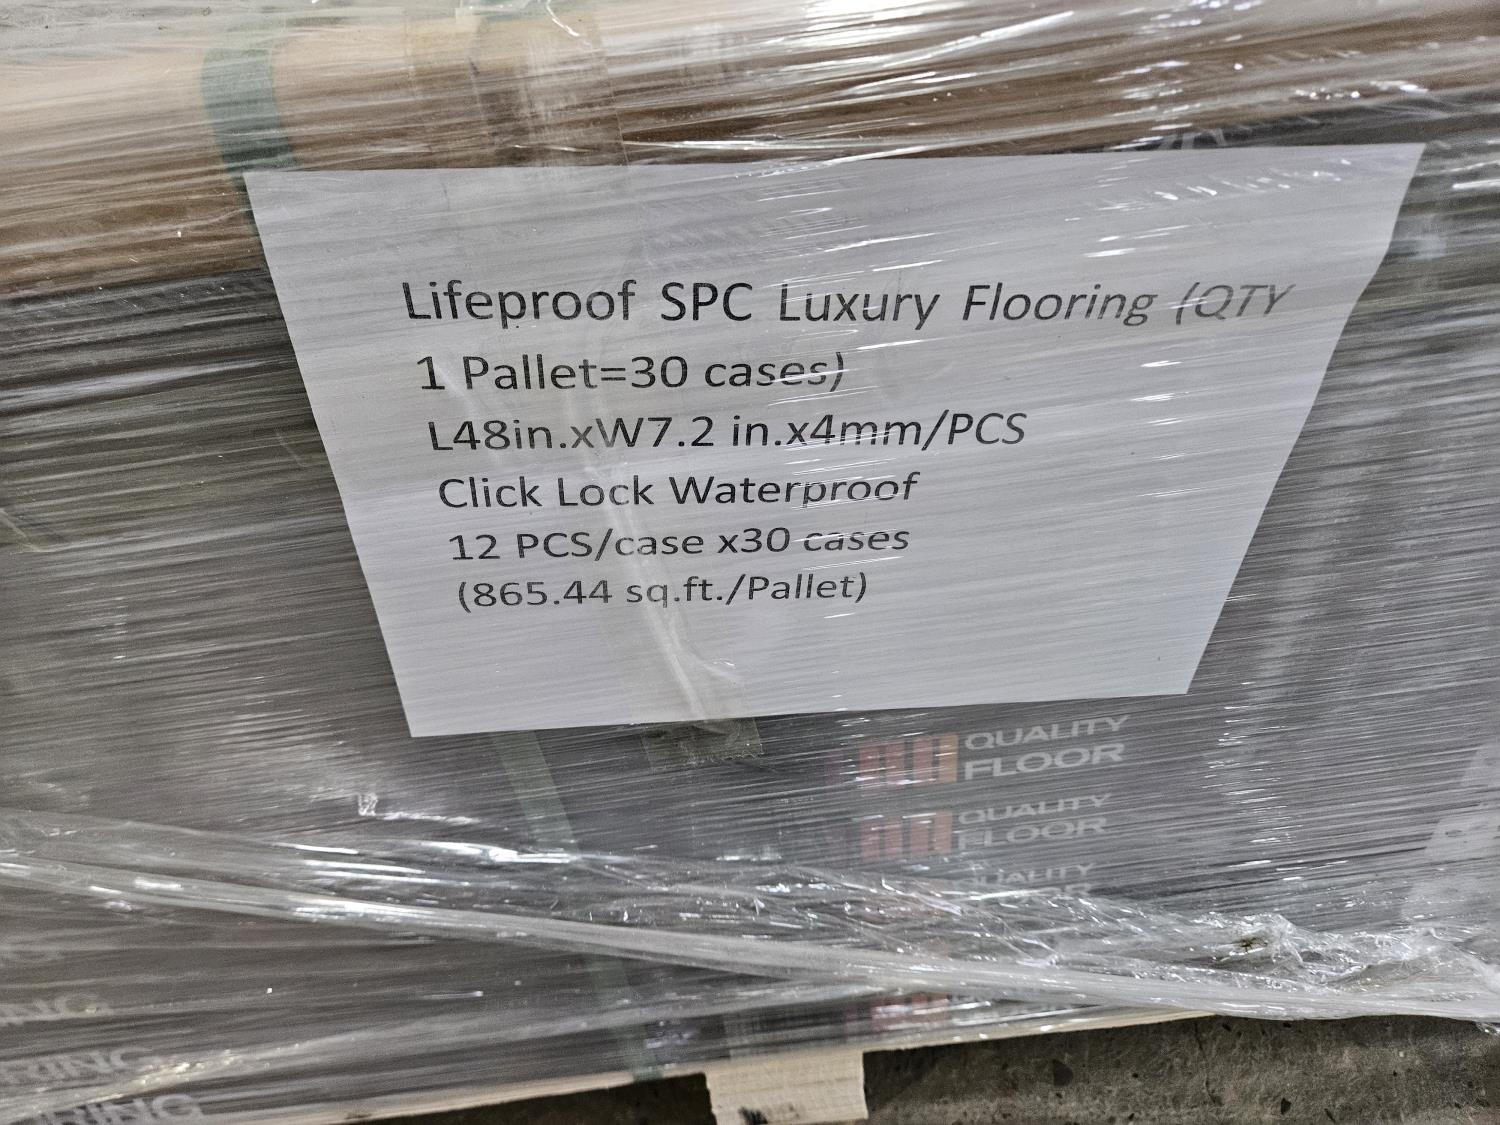 Lifeproof SPC Luxury Flooring (QTY
1 Pallet=30 cases)
L48in.xW7.2 in.x4mm/PCS
Click Lock Waterproof
12 PCS/case x30 cases
(865.44 sq.ft./Pallet)
QUALITY
FLOOR
QUALITY
FLOOR